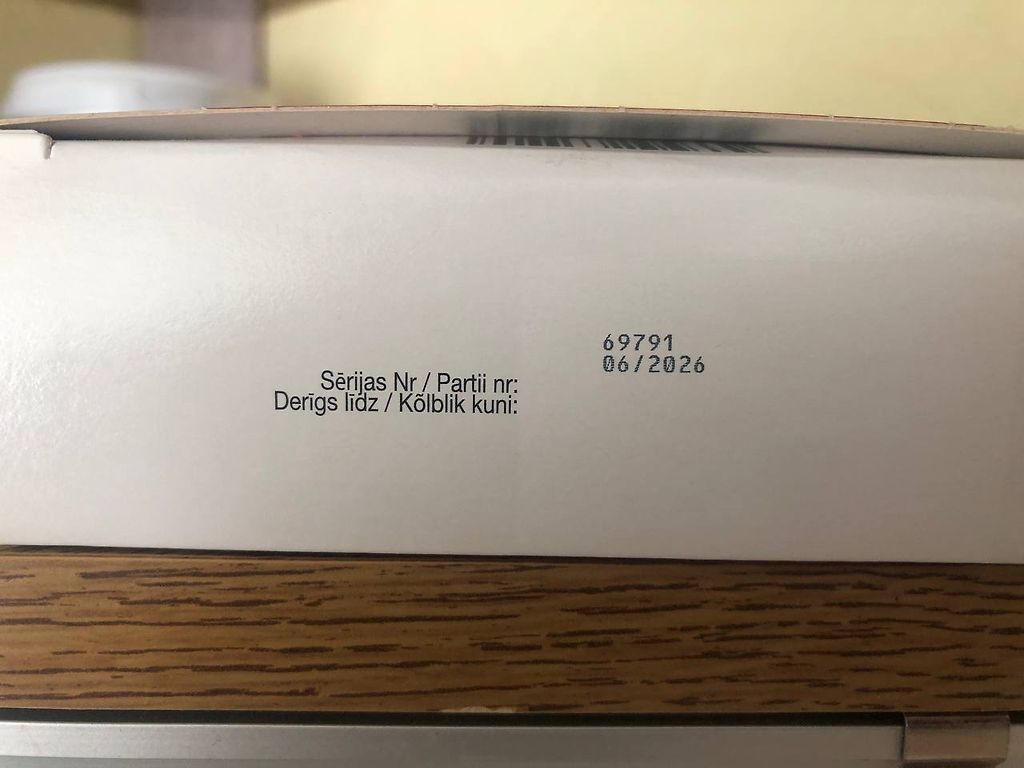 Sērijas Nr / Partii nr:
Derīgs līdz / Kõlblik kuni:
69791
06/2026